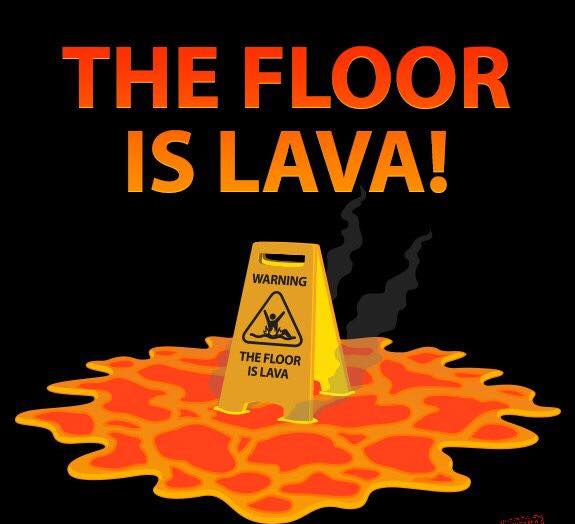 THE FLOOR
IS LAVA!
WARNING
THE FLOOR
IS LAVA